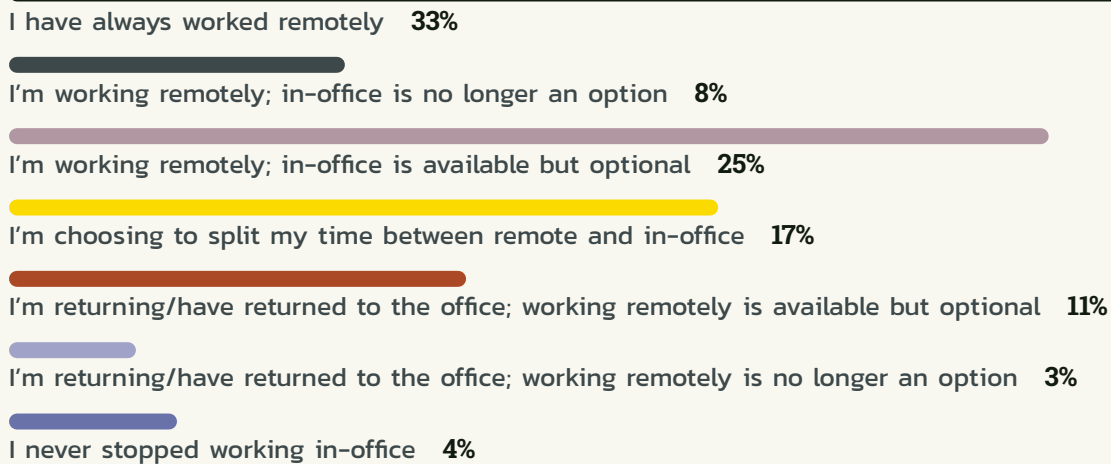 I have always worked remotely 33%
I’m working remotely; in-office is no longer an option 8%
I’m working remotely; in-office is available but optional 25%
I’m choosing to split my time between remote and in-office 17%
I’m returning/have returned to the office; working remotely is available but optional 11%
I’m returning/have returned to the office; working remotely is no longer an option 3%
I never stopped working in-office 4%